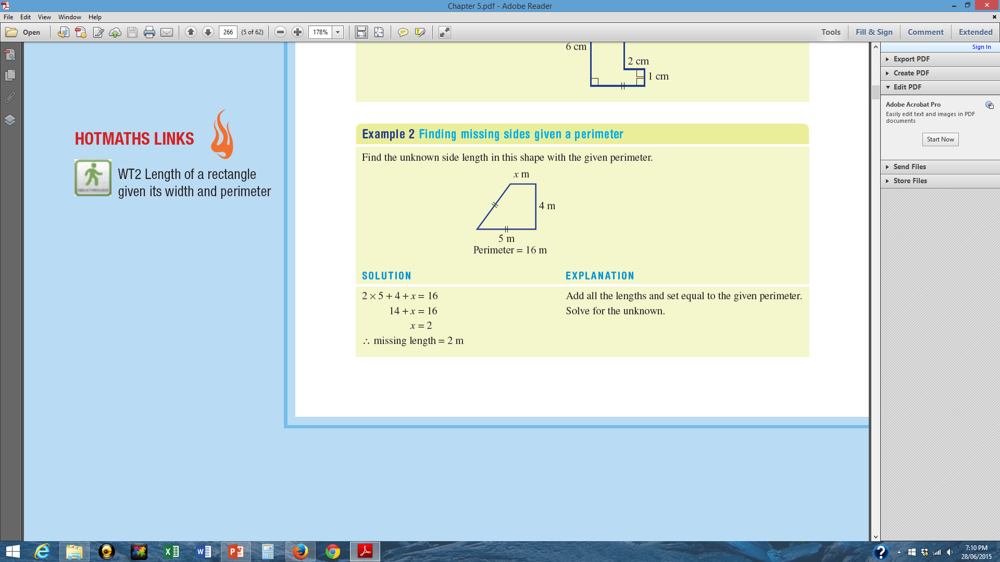 Chapter 5.pdf - Adobe Reader
File Edit View Window Help
Open 266 (5 of 62) 178% Tools Fill & Sign Comment Extended
Sign In
Export PDF
Create PDF
Edit PDF
Adobe Acrobat Pro
Easily edit text and images in PDF
documents
Start Now
Send Files
Store Files
6 cm
2 cm
1 cm
HOTMATHS LINKS
WALKTHROUGH
WT2 Length of a rectangle
given its width and perimeter
Example 2 Finding missing sides given a perimeter
Find the unknown side length in this shape with the given perimeter.
x m
4 m
5 m
Perimeter = 16 m
SOLUTION EXPLANATION
2 × 5 + 4 + x = 16 Add all the lengths and set equal to the given perimeter.
14 + x = 16 Solve for the unknown.
x = 2
∴ missing length = 2 m
7:10 PM
28/06/2015